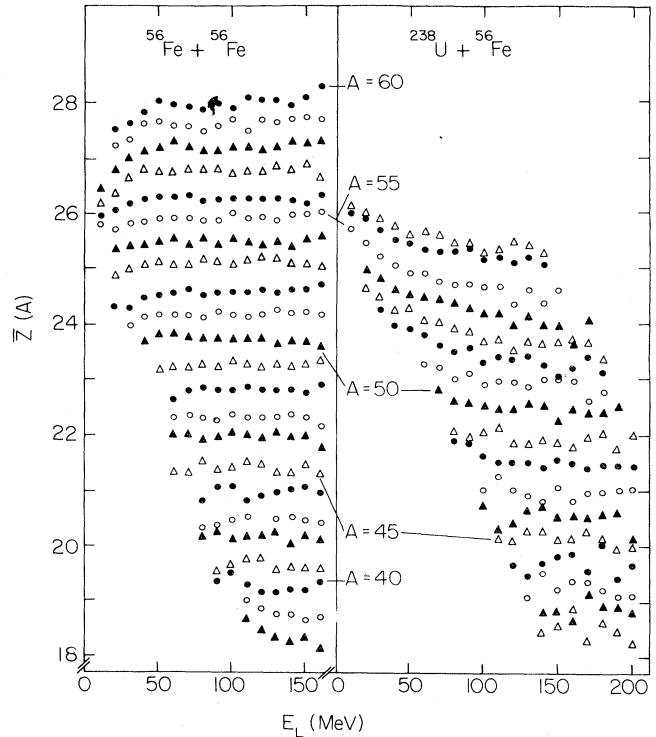 56Fe + 56Fe
238U + 56Fe
A = 60
A = 55
A = 50
A = 45
A = 40
Z̅ (A)
28
26
24
22
20
18
0 50 100 150
0 50 100 150 200
E_L (MeV)